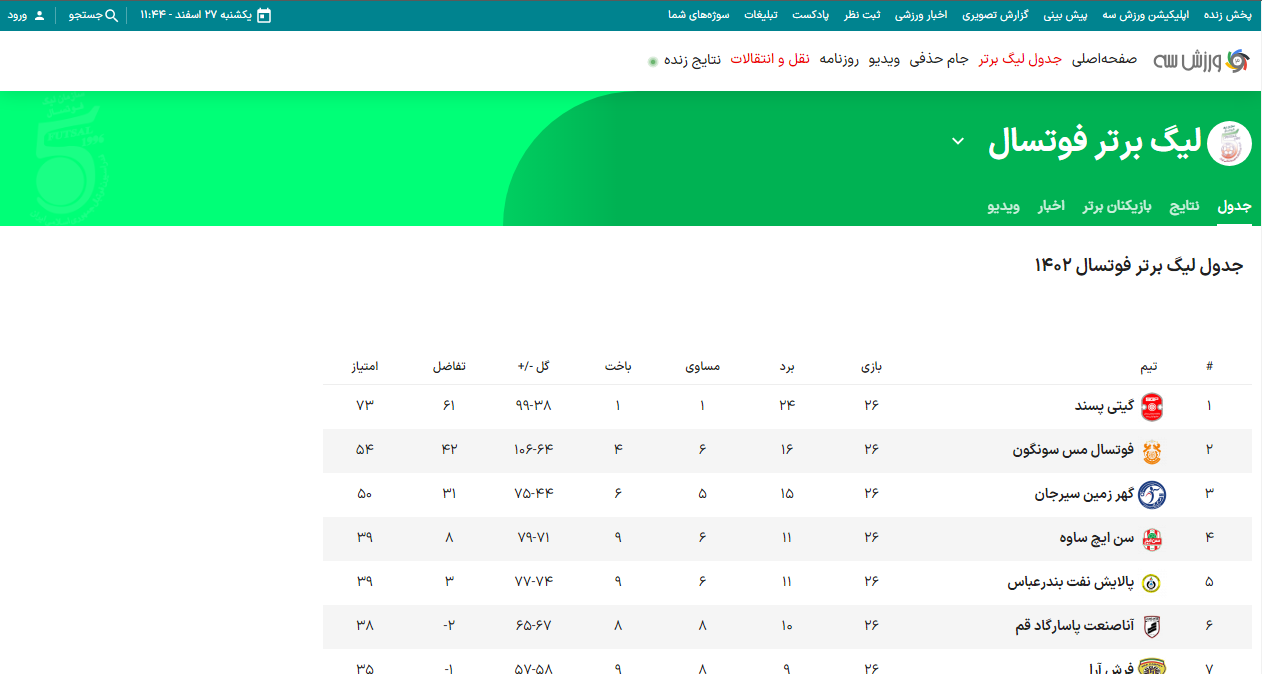 پخش زنده اپلیکیشن ورزش سه پیش بینی گزارش تصویری اخبار ورزشی ثبت نظر پادکست تبلیغات سوژه‌های شما یکشنبه ۲۷ اسفند - ۱۱:۴۴ جستجو ورود
ورزش سه صفحه‌اصلی جدول لیگ برتر جام حذفی ویدیو روزنامه نقل و انتقالات نتایج زنده
لیگ برتر فوتسال
جدول نتایج بازیکنان برتر اخبار ویدیو
جدول لیگ برتر فوتسال ۱۴۰۲
# تیم بازی برد مساوی باخت گل -/+ تفاضل امتیاز
۱ گیتی پسند ۲۶ ۲۴ ۱ ۱ ۹۹-۳۸ ۶۱ ۷۳
۲ فوتسال مس سونگون ۲۶ ۱۶ ۶ ۴ ۱۰۶-۶۴ ۴۲ ۵۴
۳ گهر زمین سیرجان ۲۶ ۱۵ ۵ ۶ ۷۵-۴۴ ۳۱ ۵۰
۴ سن ایچ ساوه ۲۶ ۱۱ ۶ ۹ ۷۹-۷۱ ۸ ۳۹
۵ پالایش نفت بندرعباس ۲۶ ۱۱ ۶ ۹ ۷۷-۷۴ ۳ ۳۹
۶ آناصنعت پاسارگاد قم ۲۶ ۱۰ ۸ ۸ ۶۵-۶۷ -۲ ۳۸
۷ فرش آرا ۲۶ ۹ ۸ ۹ ۵۷-۵۸ -۱ ۳۵